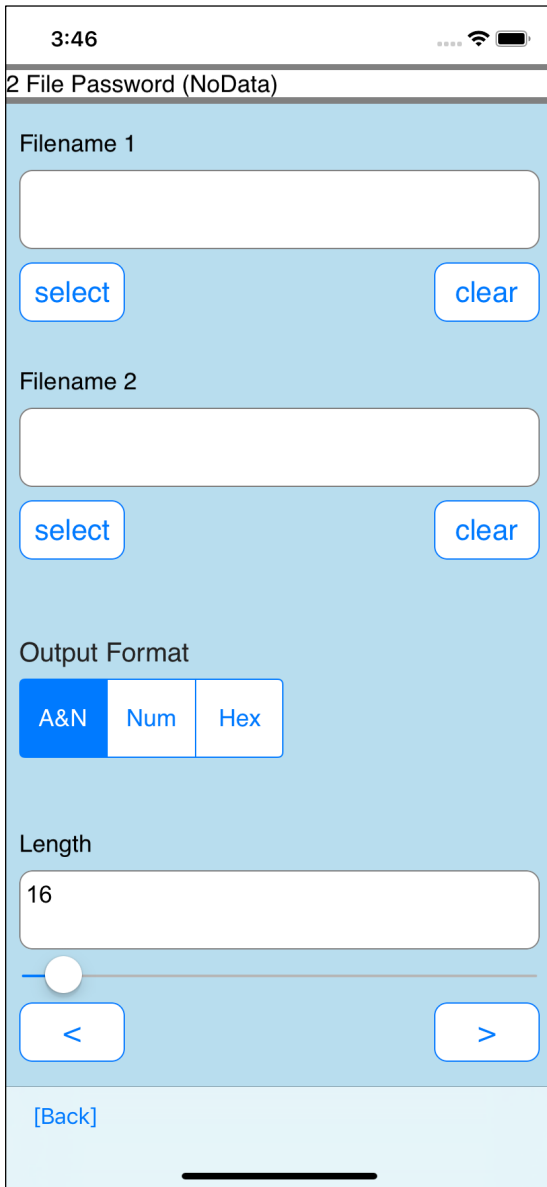 3:46
2 File Password (NoData)
Filename 1
select clear
Filename 2
select clear
Output Format
A&N Num Hex
Length
16
< >
[Back]